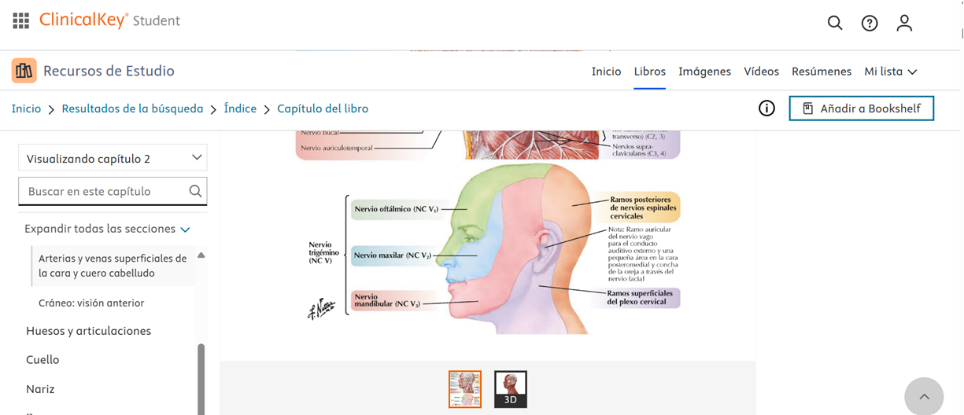 ClinicalKey® Student
Recursos de Estudio
Inicio Libros Imágenes Vídeos Resúmenes Mi lista
Inicio > Resultados de la búsqueda > Índice > Capítulo del libro
Añadir a Bookshelf
Visualizando capítulo 2
Buscar en este capítulo
Expandir todas las secciones
Arterias y venas superficiales de
la cara y cuero cabelludo
Cráneo: visión anterior
Huesos y articulaciones
Cuello
Nariz
Nervio bucal
Nervio auriculotemporal
transverso) (C2, 3)
Nervios supra-
claviculares (C3, 4)
Nervio oftálmico (NC V₁)
Nervio
trigémino
(NC V)
Nervio maxilar (NC V₂)
Nervio
mandibular (NC V₃)
Ramos posteriores
de nervios espinales
cervicales
Nota: Ramo auricular
del nervio vago
para el conducto
auditivo externo y una
pequeña área en la cara
posteromedial y concha
de la oreja a través del
nervio facial
Ramos superficiales
del plexo cervical
3D